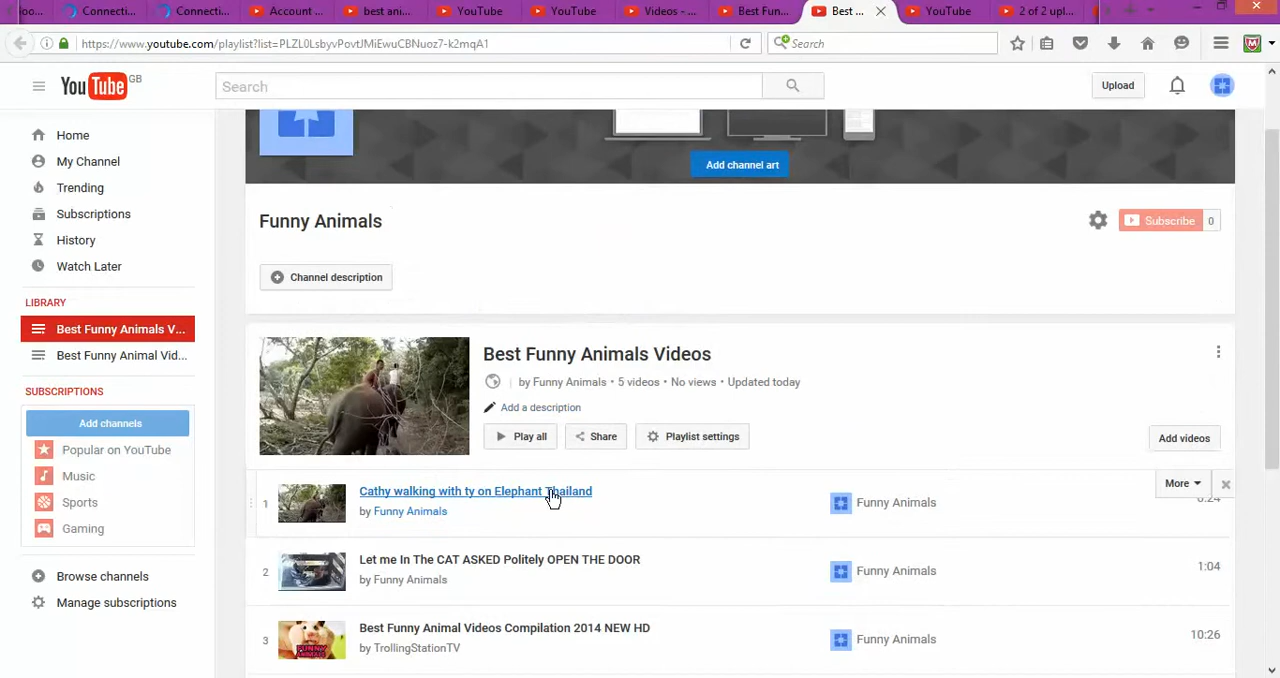 oo...
Connecti...
Connecti...
Account ...
best ani...
YouTube
YouTube
Videos - ...
Best Fun...
Best ...
YouTube
2 of 2 upl...
https://www.youtube.com/playlist?list=PLZL0LsbyvPovtJMiEwuCBNuoz7-k2mqA1
Search
YouTube GB
Search
Upload
Home
My Channel
Trending
Subscriptions
History
Watch Later
LIBRARY
Best Funny Animals V...
Best Funny Animal Vid...
SUBSCRIPTIONS
Add channels
Popular on YouTube
Music
Sports
Gaming
Browse channels
Manage subscriptions
Add channel art
Funny Animals
Subscribe 0
Channel description
Best Funny Animals Videos
by Funny Animals • 5 videos • No views • Updated today
Add a description
Play all
Share
Playlist settings
Add videos
1
Cathy walking with ty on Elephant Thailand
by Funny Animals
Funny Animals
More
0:24
2
Let me In The CAT ASKED Politely OPEN THE DOOR
by Funny Animals
Funny Animals
1:04
3
FUNNY
ANIMALS
Best Funny Animal Videos Compilation 2014 NEW HD
by TrollingStationTV
Funny Animals
10:26